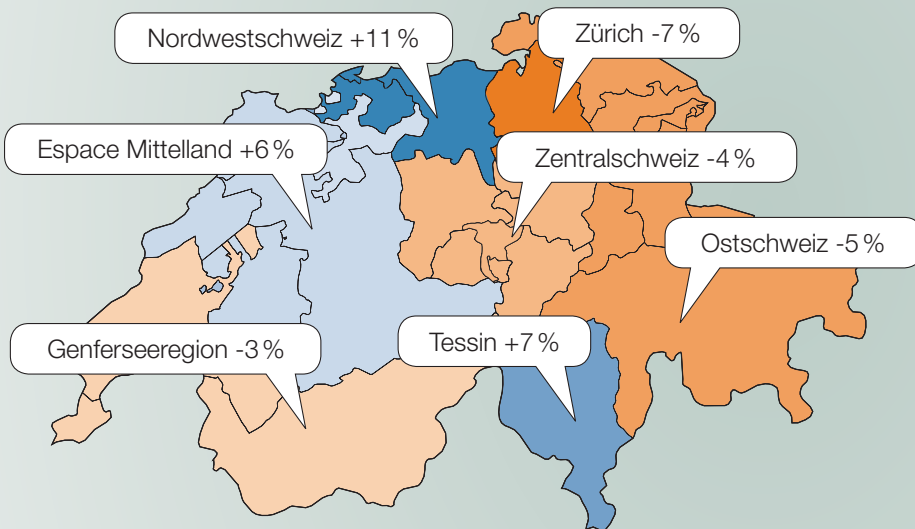 Nordwestschweiz +11 %
Zürich -7 %
Espace Mittelland +6 %
Zentralschweiz -4 %
Ostschweiz -5 %
Genferseeregion -3 %
Tessin +7 %